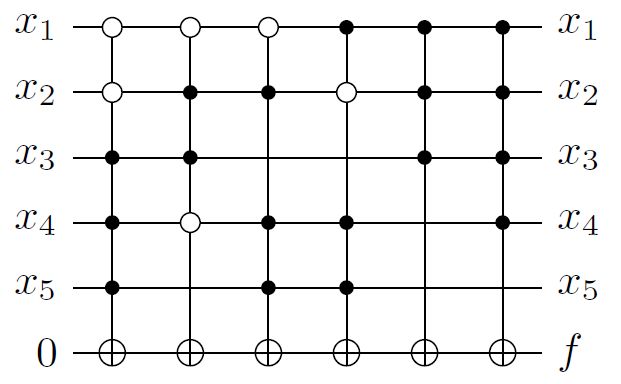 x₁ x₁
x₂ x₂
x₃ x₃
x₄ x₄
x₅ x₅
0 f